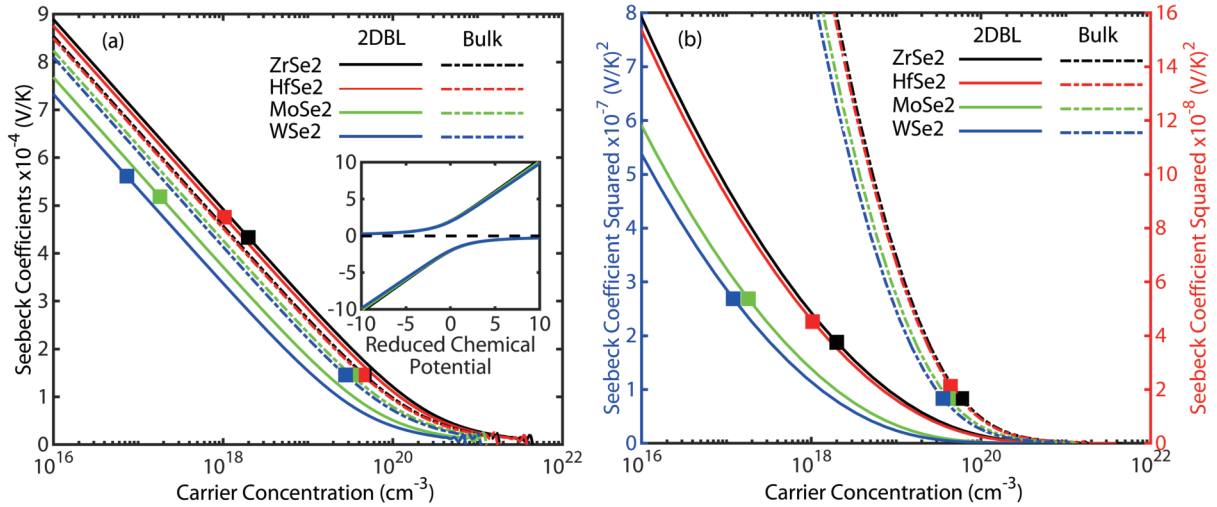 (a)
2DBL Bulk
ZrSe2
HfSe2
MoSe2
WSe2
Seebeck Coefficients x10-4 (V/K)
9
8
7
6
5
4
3
2
1
0
10
5
0
-5
-10
-10 -5 0 5 10
Reduced Chemical
Potential
10^16 10^18 10^20 10^22
Carrier Concentration (cm-3)
(b)
2DBL Bulk
ZrSe2
HfSe2
MoSe2
WSe2
Seebeck Coefficient Squared x10-7 (V/K)2
8
7
6
5
4
3
2
1
0
10^16 10^18 10^20 10^22
Carrier Concentration (cm-3)
16
14
12
10
8
6
4
2
0
Seebeck Coefficient Squared x10-8 (V/K)2